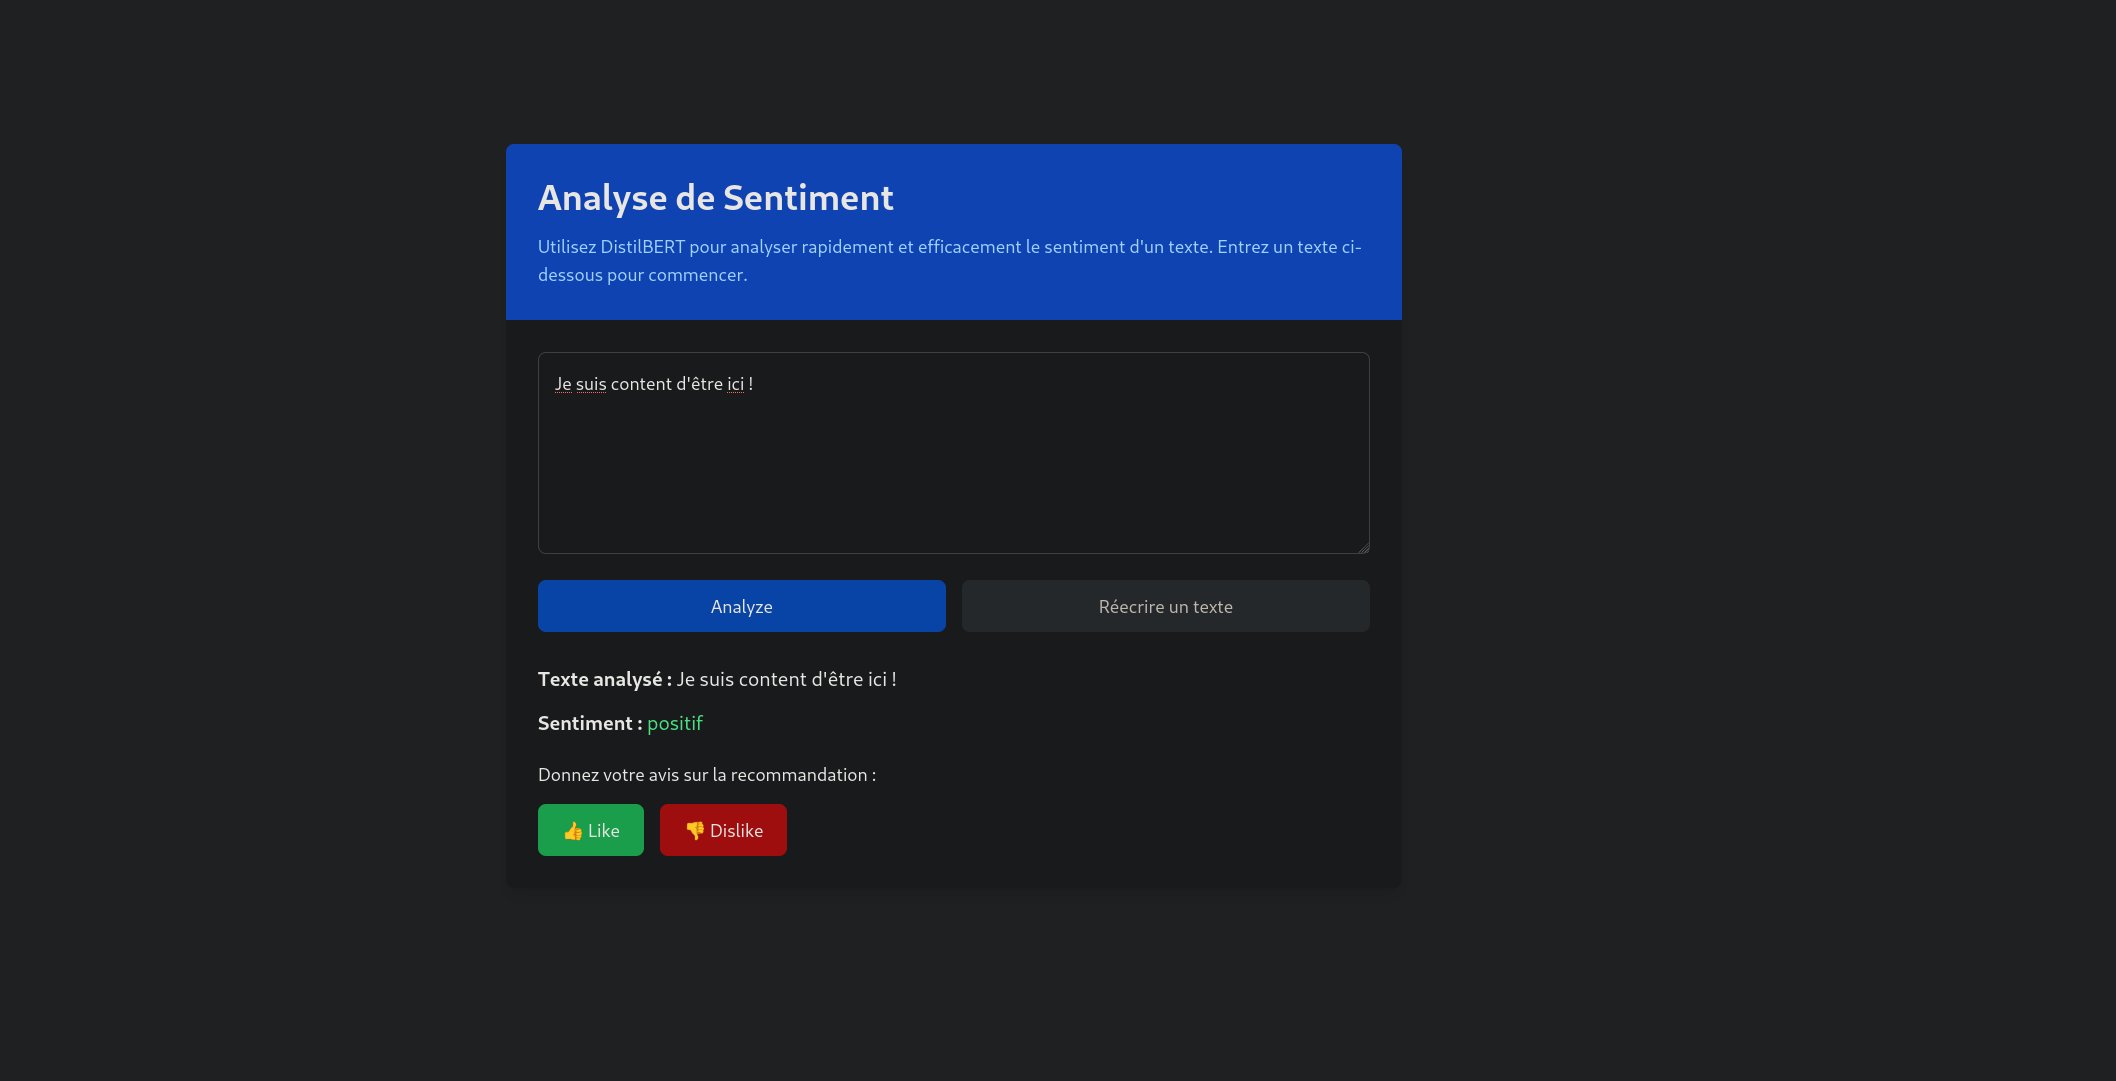 Analyse de Sentiment
Utilisez DistilBERT pour analyser rapidement et efficacement le sentiment d'un texte. Entrez un texte ci-
dessous pour commencer.
Je suis content d'être ici !
Analyze
Réecrire un texte
Texte analysé : Je suis content d'être ici !
Sentiment : positif
Donnez votre avis sur la recommandation :
👍 Like
👎 Dislike